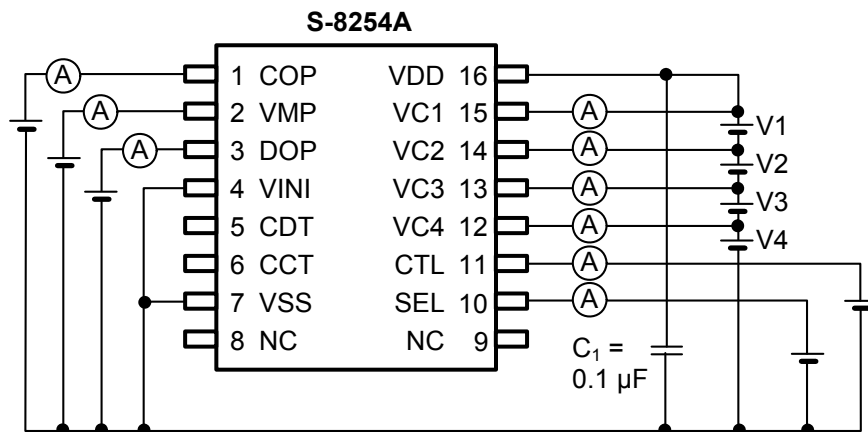 S-8254A
A 1 COP VDD 16
A 2 VMP VC1 15 A V1
A 3 DOP VC2 14 A V2
4 VINI VC3 13 A V3
5 CDT VC4 12 A V4
6 CCT CTL 11 A
7 VSS SEL 10 A
8 NC NC 9
C₁ =
0.1 µF